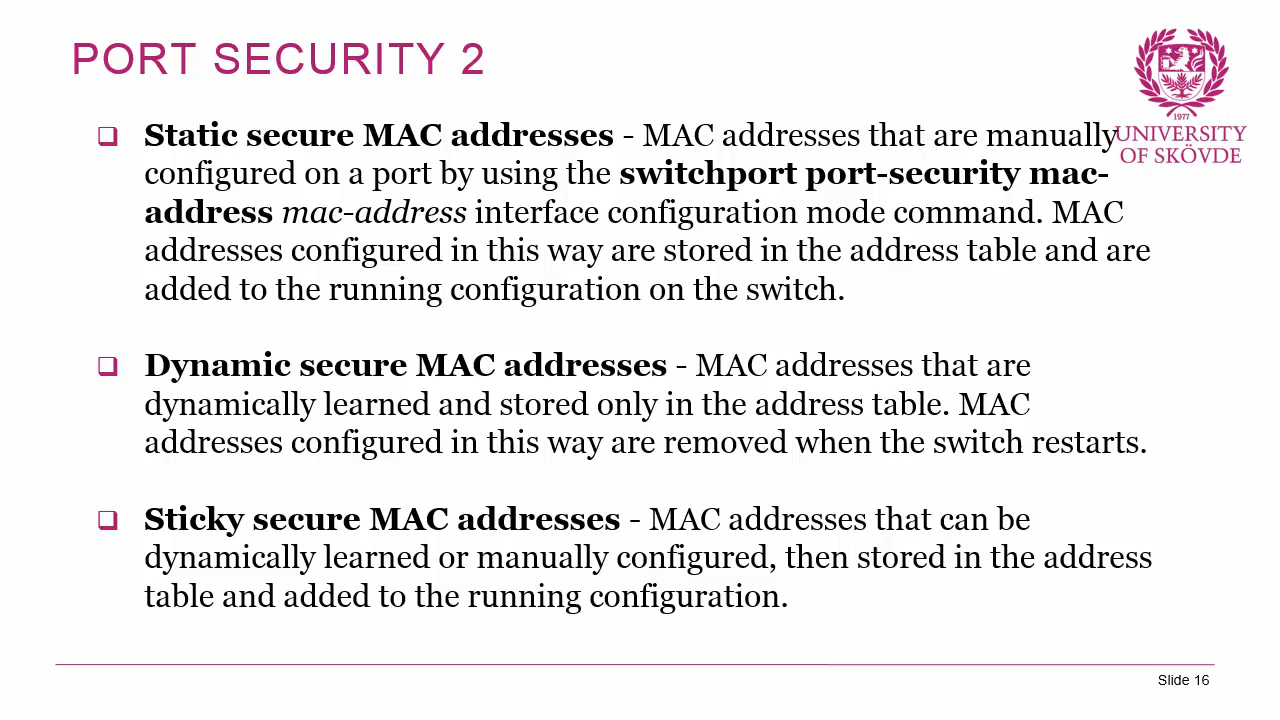 PORT SECURITY 2
1977
UNIVERSITY
OF SKÖVDE
Static secure MAC addresses - MAC addresses that are manually
configured on a port by using the switchport port-security mac-
address mac-address interface configuration mode command. MAC
addresses configured in this way are stored in the address table and are
added to the running configuration on the switch.
Dynamic secure MAC addresses - MAC addresses that are
dynamically learned and stored only in the address table. MAC
addresses configured in this way are removed when the switch restarts.
Sticky secure MAC addresses - MAC addresses that can be
dynamically learned or manually configured, then stored in the address
table and added to the running configuration.
Slide 16